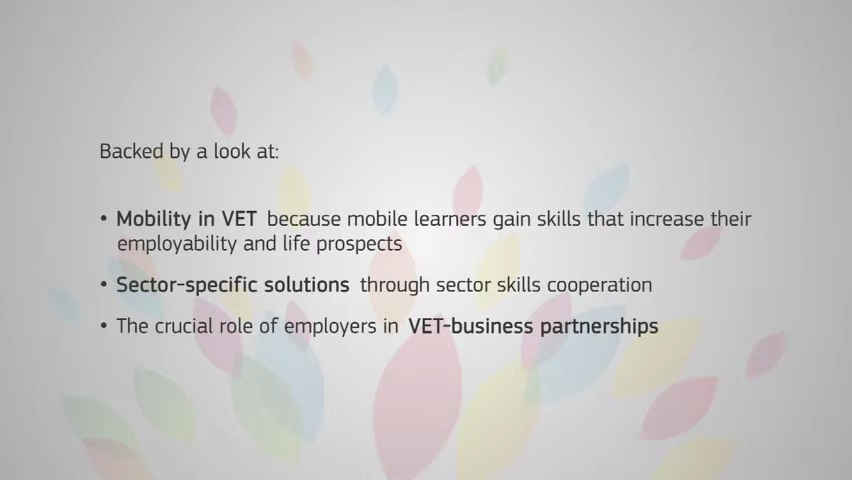 Backed by a look at:
• Mobility in VET because mobile learners gain skills that increase their
employability and life prospects
• Sector-specific solutions through sector skills cooperation
• The crucial role of employers in VET-business partnerships